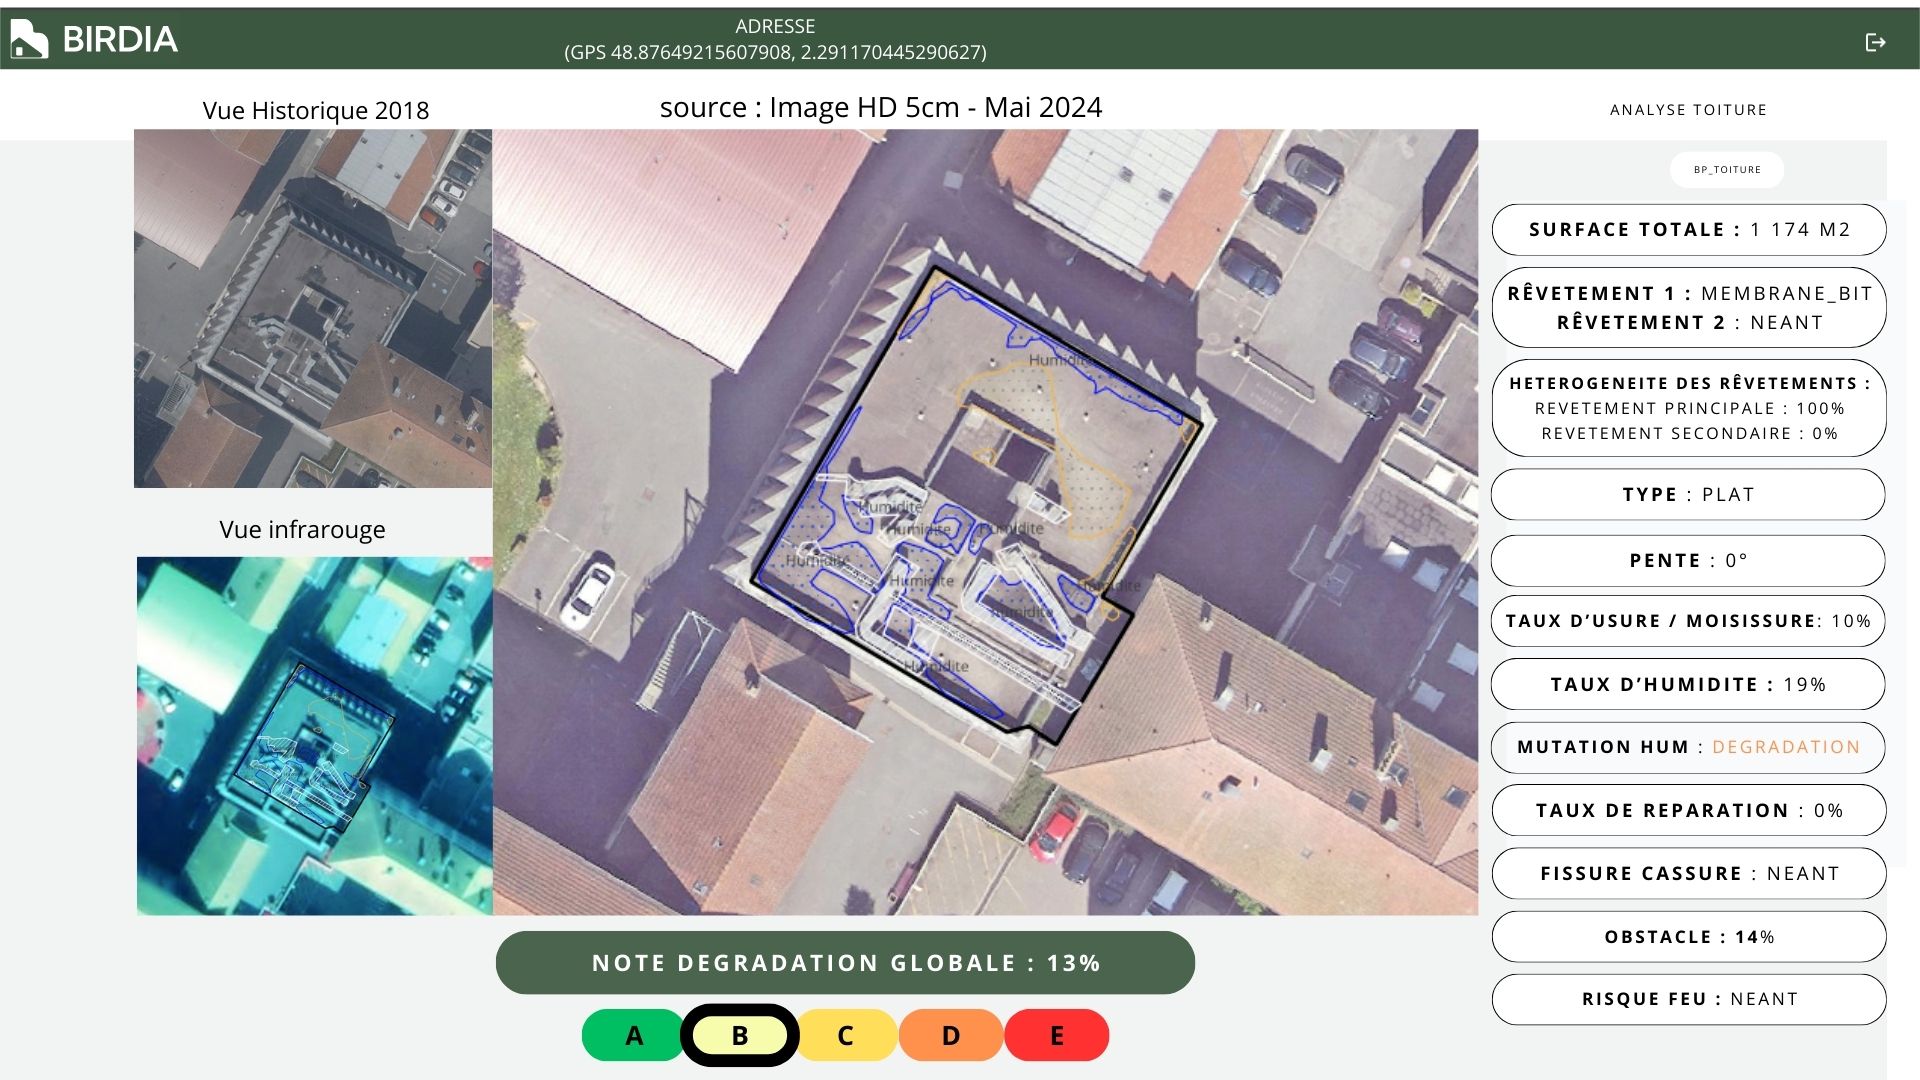 BIRDIA
ADRESSE
(GPS 48.87649215607908, 2.291170445290627)
Vue Historique 2018
source : Image HD 5cm - Mai 2024
ANALYSE TOITURE
BP_TOITURE
SURFACE TOTALE : 1 174 M2
RÊVETEMENT 1 : MEMBRANE_BIT
RÊVETEMENT 2 : NEANT
HETEROGENEITE DES RÊVETEMENTS :
REVETEMENT PRINCIPALE : 100%
REVETEMENT SECONDAIRE : 0%
TYPE : PLAT
PENTE : 0°
TAUX D’USURE / MOISISSURE: 10%
TAUX D’HUMIDITE : 19%
MUTATION HUM : DEGRADATION
TAUX DE REPARATION : 0%
FISSURE CASSURE : NEANT
OBSTACLE : 14%
RISQUE FEU : NEANT
Humidite
Humidite
Humidite
Humidite
Humidite
Humidite
Humidite
Humidite
Humidite
Vue infrarouge
NOTE DEGRADATION GLOBALE : 13%
A
B
C
D
E